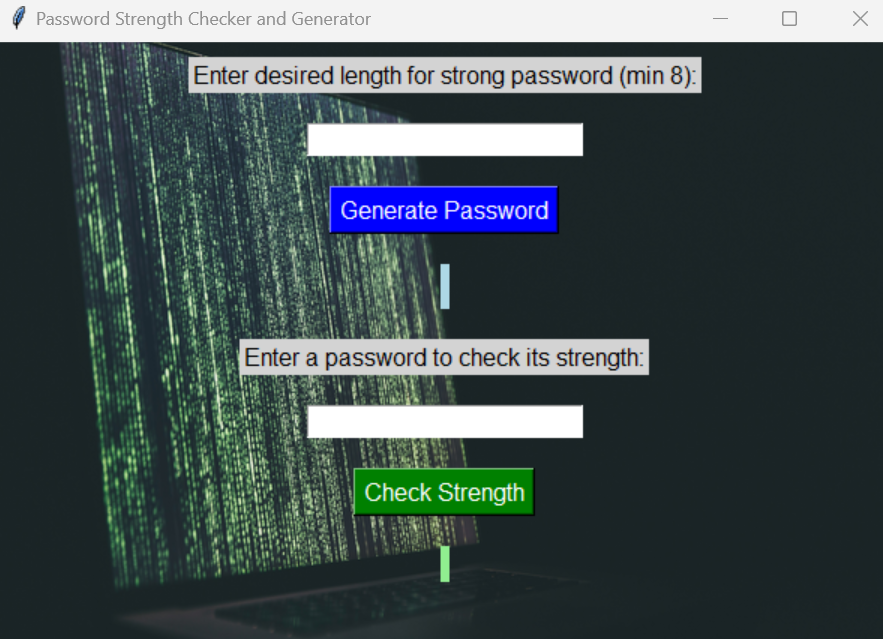 Password Strength Checker and Generator
Enter desired length for strong password (min 8):
Generate Password
Enter a password to check its strength:
Check Strength